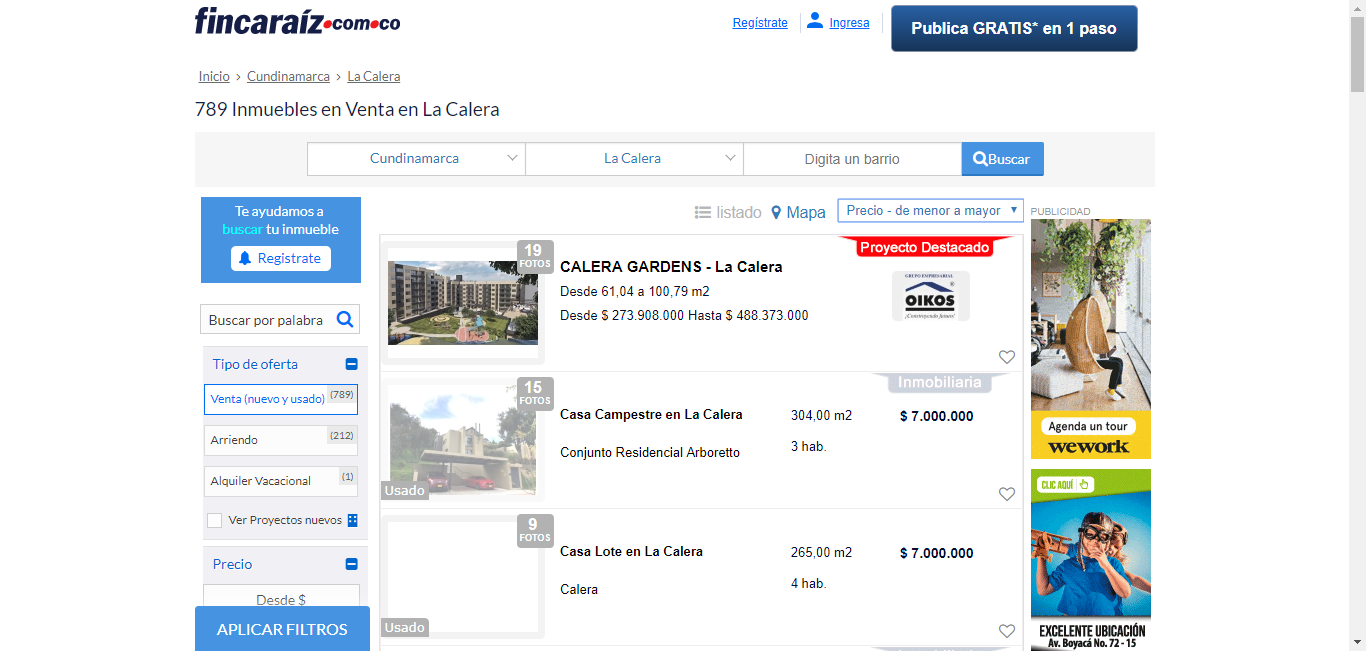 fincaraíz.com.co
Regístrate
Ingresa
Publica GRATIS* en 1 paso
Inicio › Cundinamarca › La Calera
789 Inmuebles en Venta en La Calera
Cundinamarca
La Calera
Digita un barrio
Buscar
Te ayudamos a
buscar tu inmueble
Registrate
listado
Mapa
Precio - de menor a mayor
PUBLICIDAD
Buscar por palabra
Tipo de oferta
Venta (nuevo y usado) (789)
Arriendo (212)
Alquiler Vacacional (1)
Ver Proyectos nuevos
Precio
Desde $
APLICAR FILTROS
19
FOTOS
Proyecto Destacado
CALERA GARDENS - La Calera
Desde 61,04 a 100,79 m2
Desde $ 273.908.000 Hasta $ 488.373.000
GRUPO EMPRESARIAL
OIKOS
¡Construyendo futuro!
15
FOTOS
Inmobiliaria
Casa Campestre en La Calera
304,00 m2
$ 7.000.000
Conjunto Residencial Arboretto
3 hab.
Usado
9
FOTOS
Casa Lote en La Calera
265,00 m2
$ 7.000.000
Calera
4 hab.
Usado
Agenda un tour
wework
CLIC AQUÍ
EXCELENTE UBICACIÓN
Av. Boyacá No. 72 - 15